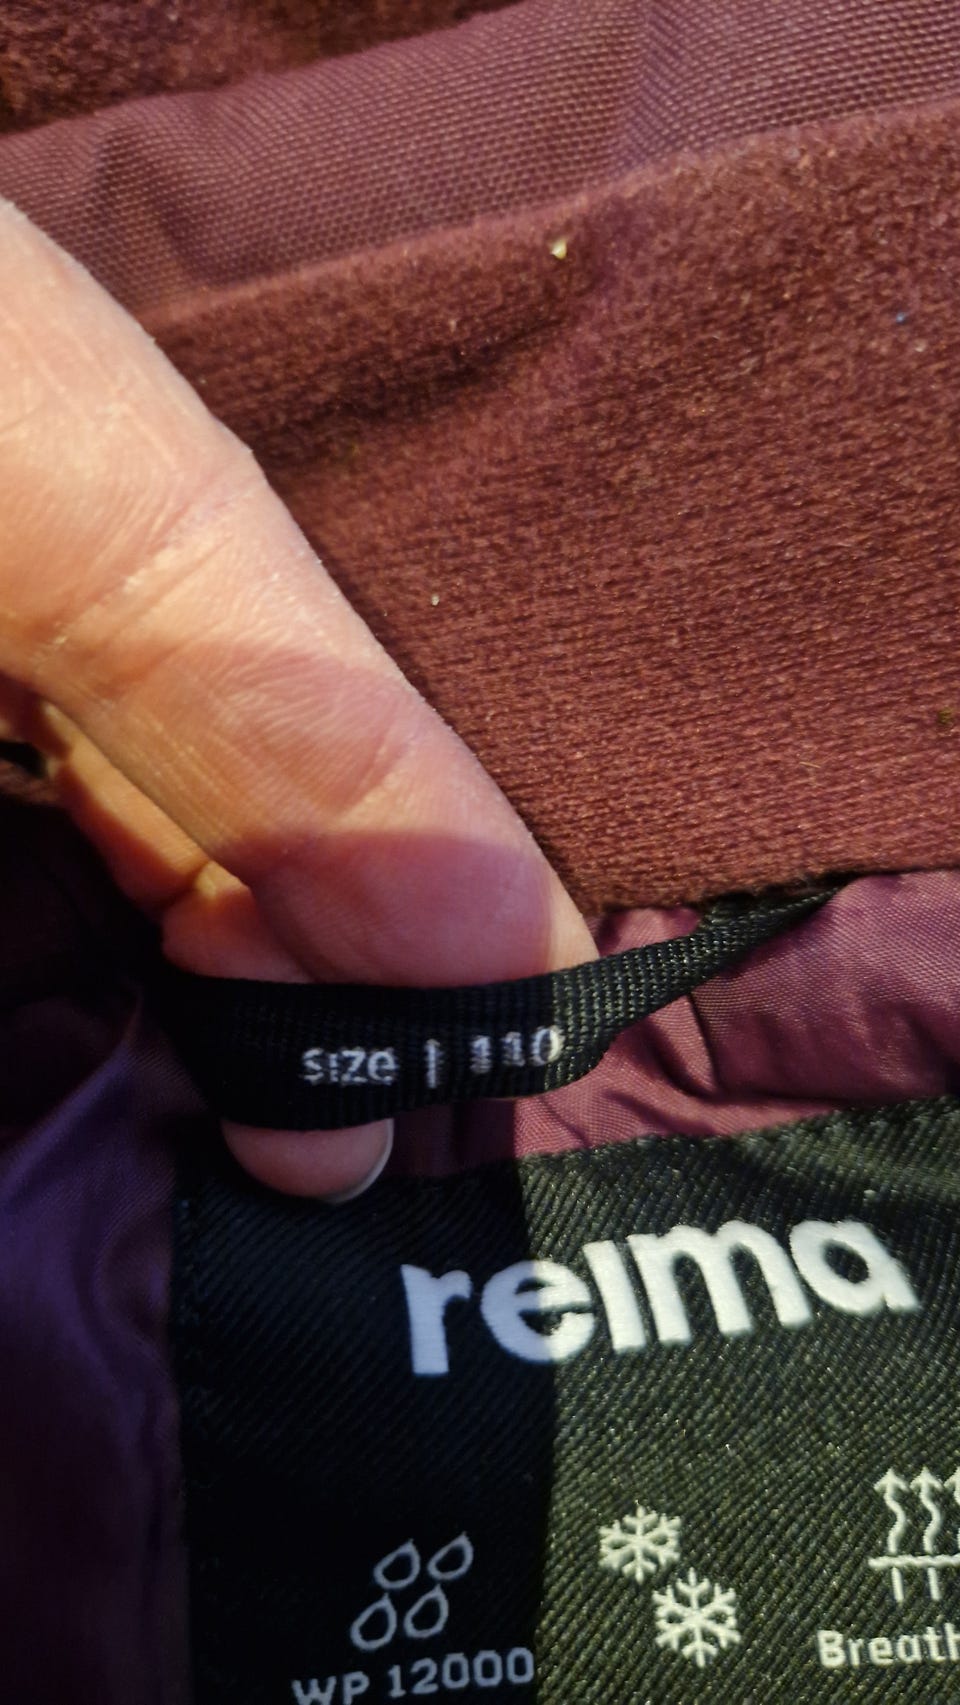 size | 110
reima
WP 12000
Breath